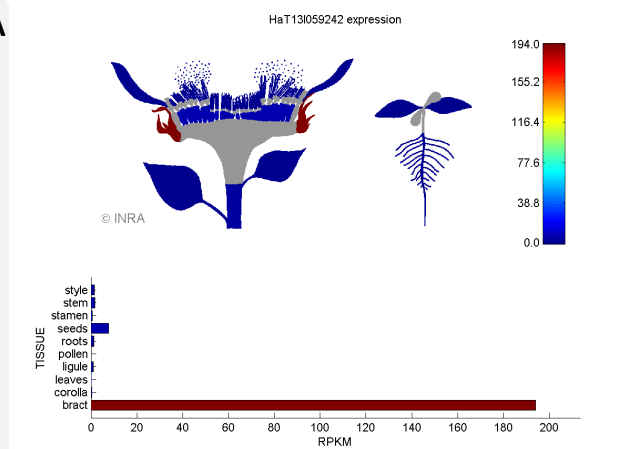 A
HaT13l059242 expression
194.0
155.2
116.4
77.6
38.8
0.0
© INRA
TISSUE
style
stem
stamen
seeds
roots
pollen
ligule
leaves
corolla
bract
0 20 40 60 80 100 120 140 160 180 200
RPKM